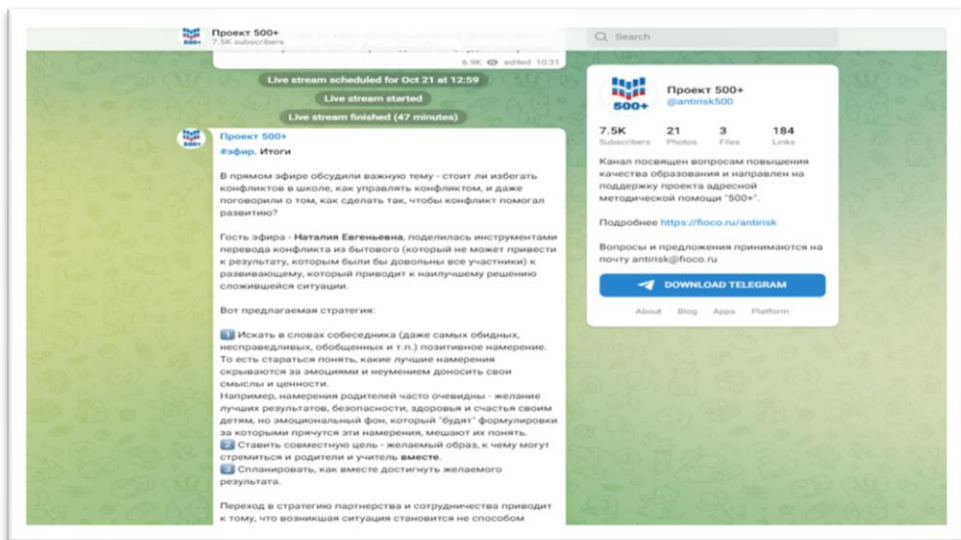 Проект 500+
7.5K subscribers
6.9K edited 10:31
Live stream scheduled for Oct 21 at 12:59
Live stream started
Live stream finished (47 minutes)
500+
Проект 500+
#эфир. Итоги
В прямом эфире обсудили важную тему - стоит ли избегать
конфликтов в школе, как управлять конфликтом, и даже
поговорили о том, как сделать так, чтобы конфликт помогал
развитию?
Гость эфира - Наталия Евгеньевна, поделилась инструментами
перевода конфликта из бытового (который не может привести
к результату, которым были бы довольны все участники) к
развивающему, который приводит к наилучшему решению
сложившейся ситуации.
Вот предлагаемая стратегия:
1 Искать в словах собеседника (даже самых обидных,
несправедливых, обобщенных и т.п.) позитивное намерение.
То есть стараться понять, какие лучшие намерения
скрываются за эмоциями и неумением доносить свои
смыслы и ценности.
Например, намерения родителей часто очевидны - желание
лучших результатов, безопасности, здоровья и счастья своим
детям, но эмоциональный фон, который "будят" формулировки
за которыми прячутся эти намерения, мешают их понять.
2 Ставить совместную цель - желаемый образ, к чему могут
стремиться и родители и учитель вместе.
3 Спланировать, как вместе достигнуть желаемого
результата.
Переход в стратегию партнерства и сотрудничества приводит
к тому, что возникшая ситуация становится не способом
Search
500+
Проект 500+
@antirisk500
7.5K 21 3 184
Subscribers Photos Files Links
Канал посвящен вопросам повышения
качества образования и направлен на
поддержку проекта адресной
методической помощи "500+".
Подробнее https://fioco.ru/antirisk
Вопросы и предложения принимаются на
почту antirisk@fioco.ru
DOWNLOAD TELEGRAM
About Blog Apps Platform